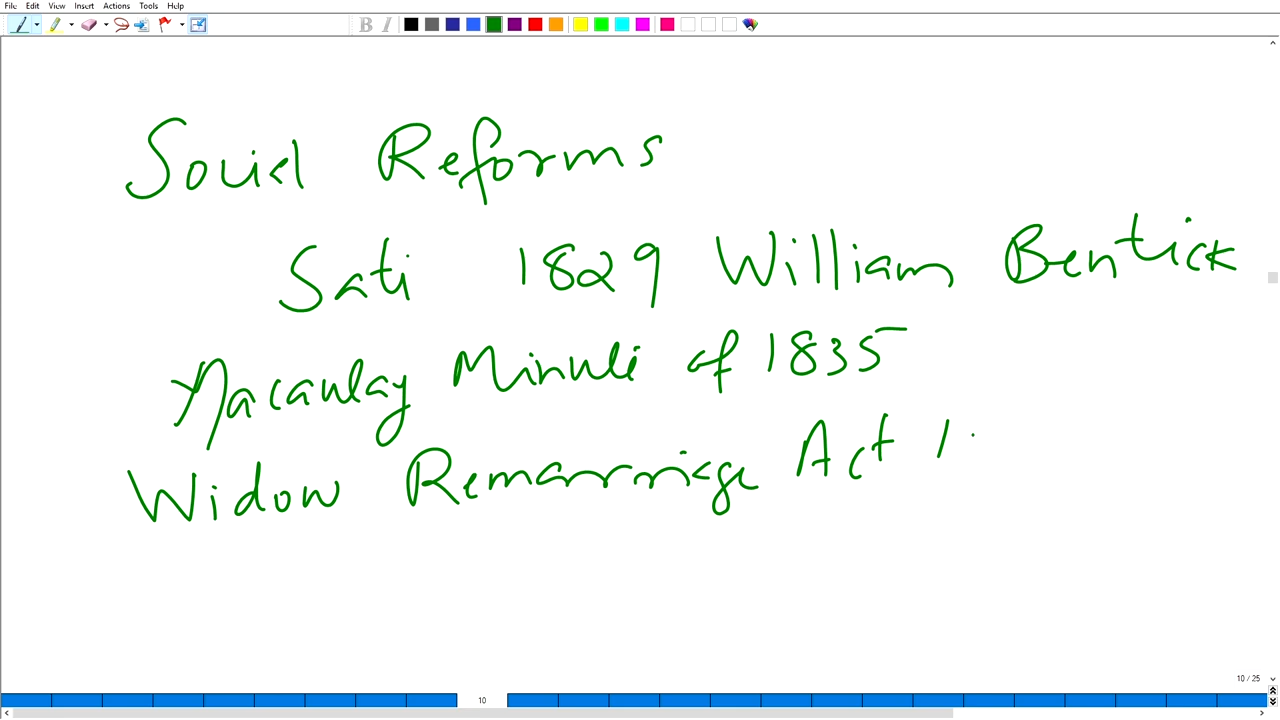 File Edit View Insert Actions Tools Help
B I
Social Reforms
Sati 1829 William Bentick
Macaulay Minute of 1835
Widow Remarriage Act 1
10 / 25
10